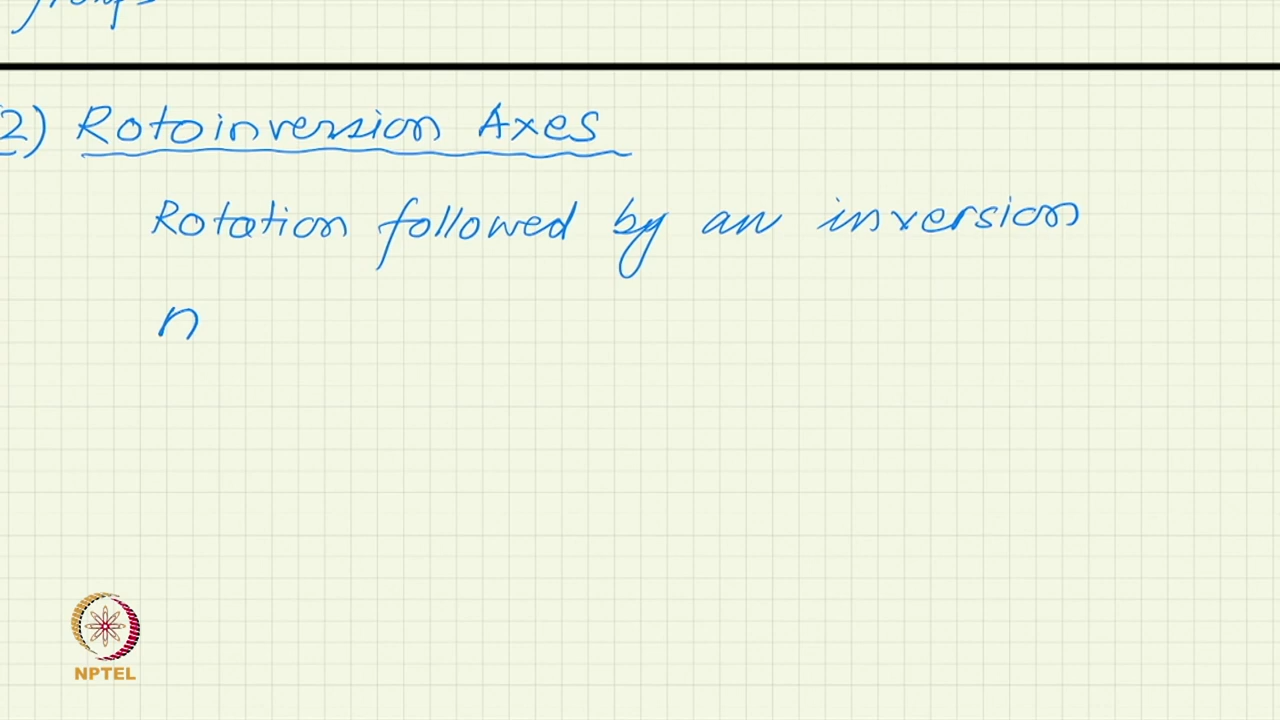 2) Rotoinversion Axes
Rotation followed by an inversion
n
NPTEL